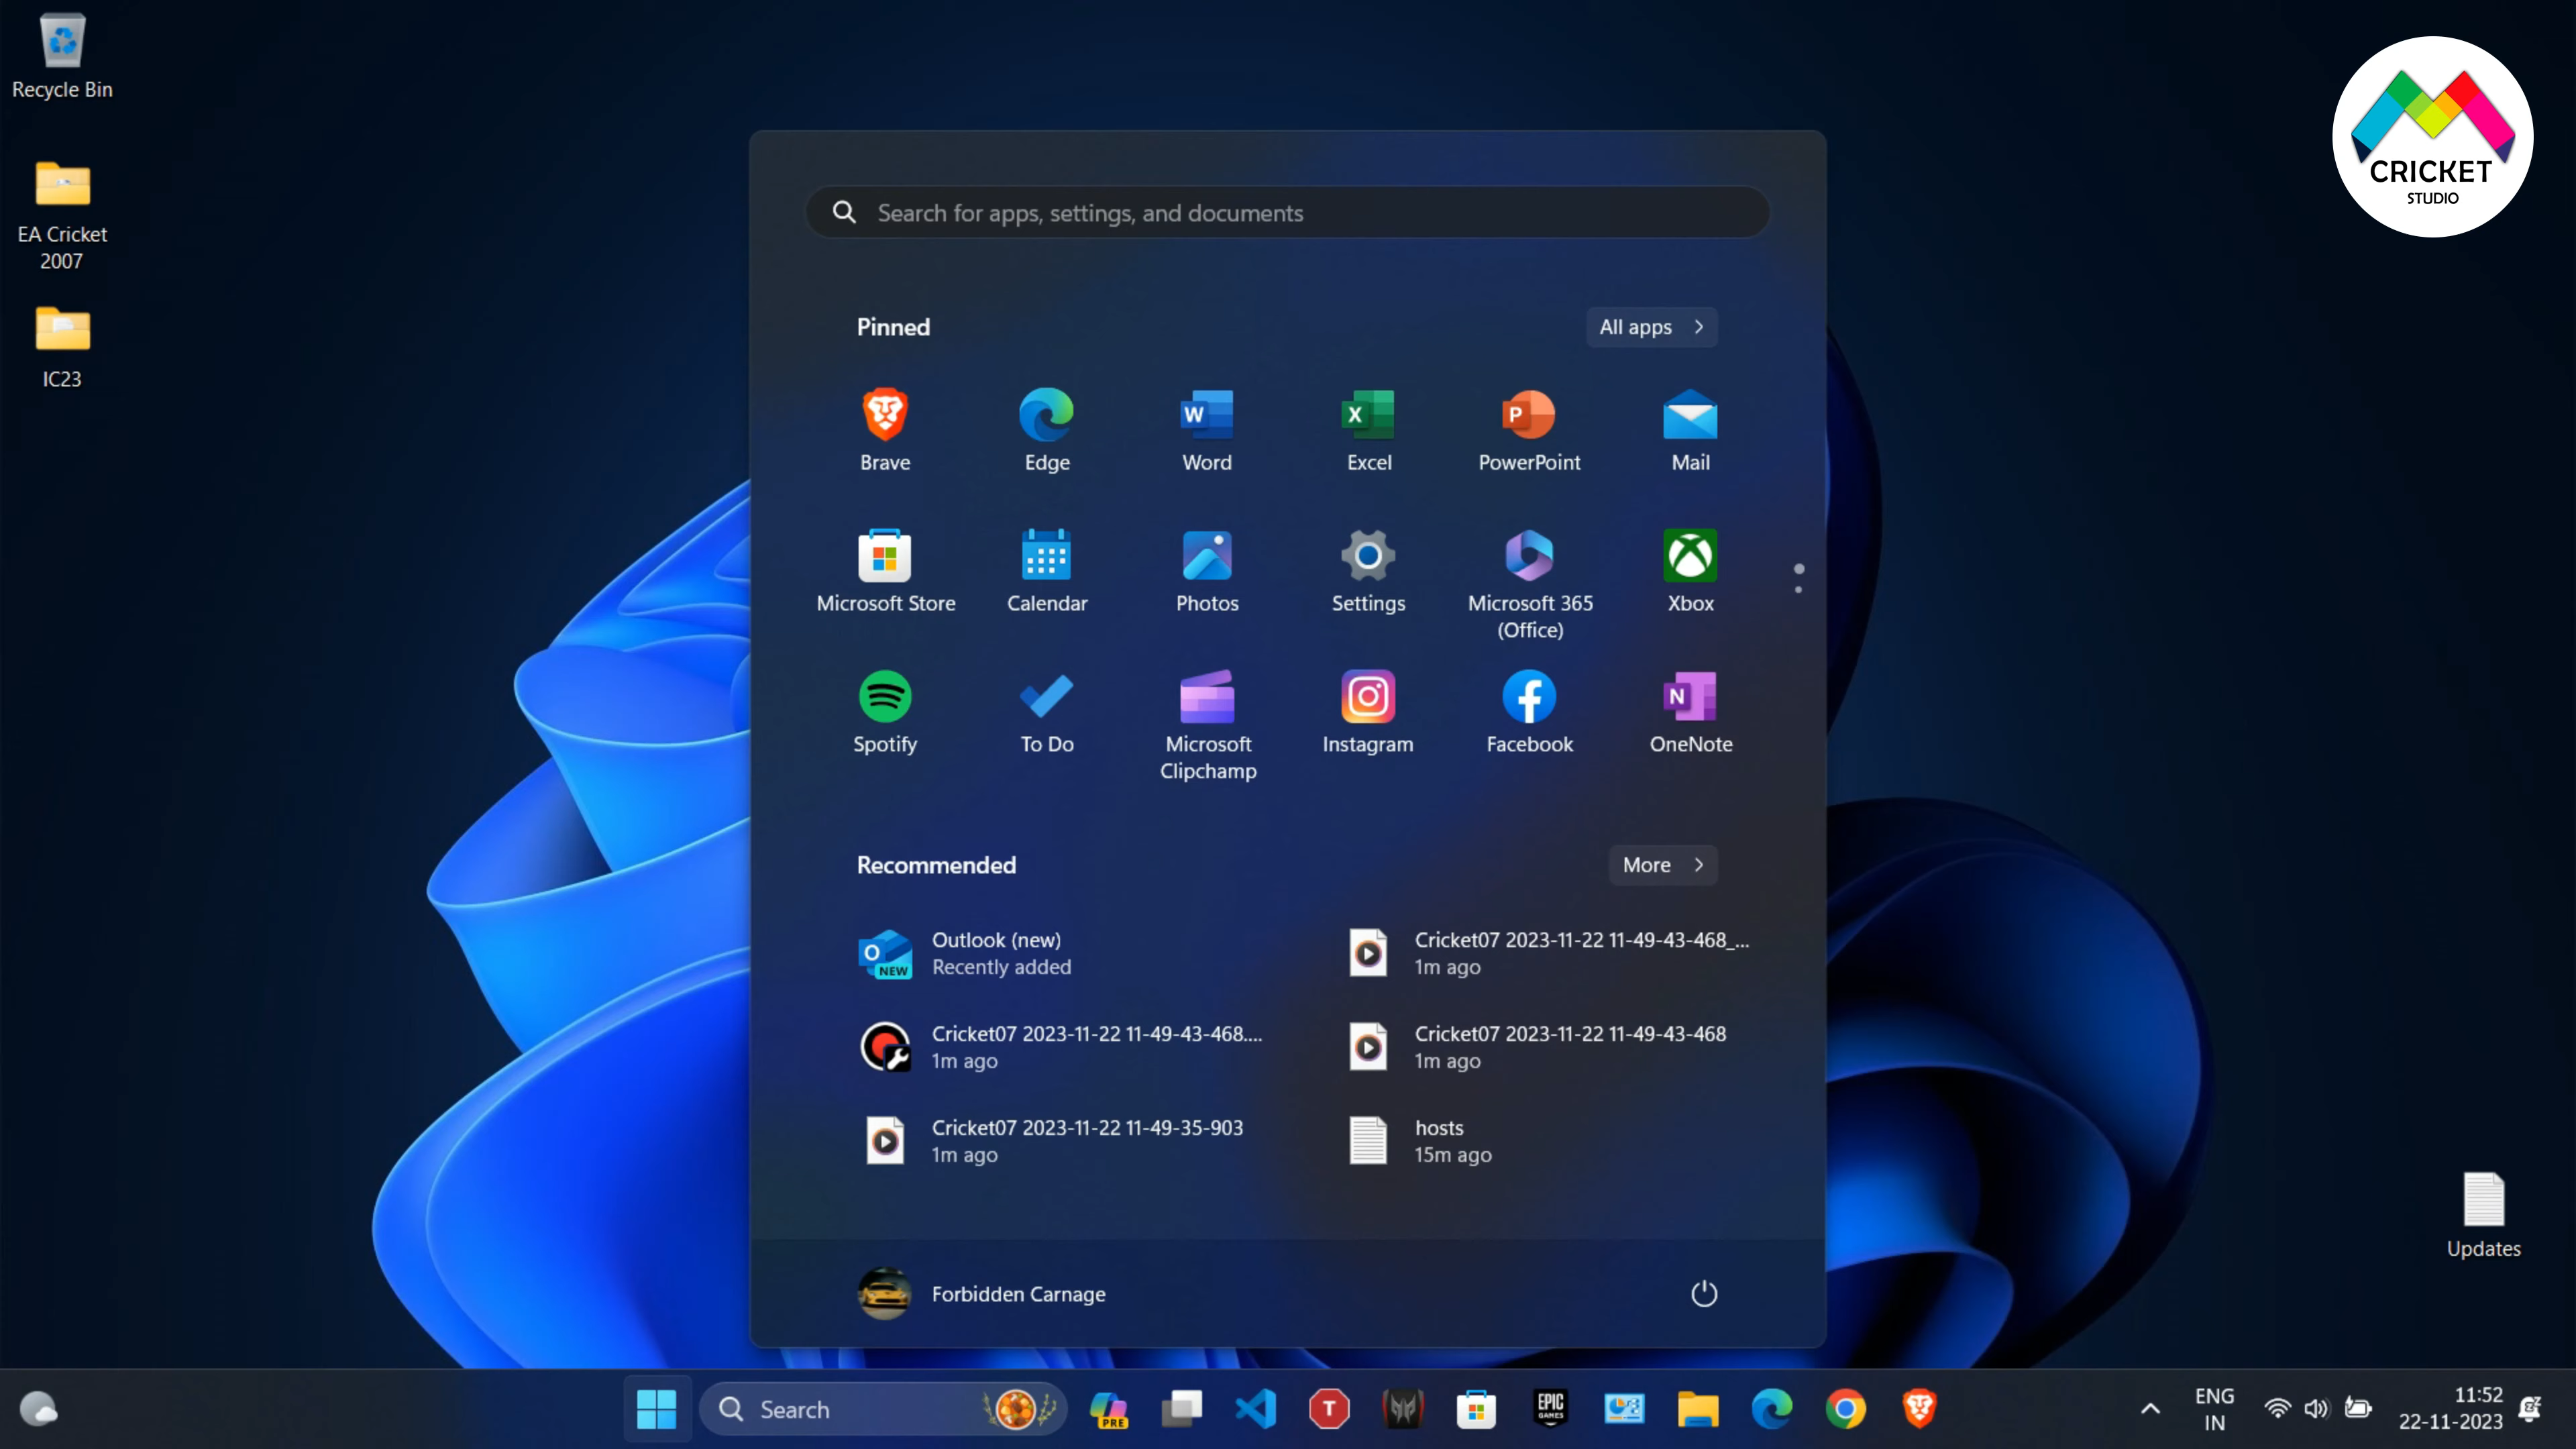 Recycle Bin
EA Cricket
2007
IC23
CRICKET
STUDIO
Search for apps, settings, and documents
Pinned
All apps
Brave
Edge
Word
Excel
PowerPoint
Mail
Microsoft Store
Calendar
Photos
Settings
Microsoft 365
(Office)
Xbox
Spotify
To Do
Microsoft
Clipchamp
Instagram
Facebook
OneNote
Recommended
More
Outlook (new)
Recently added
NEW
Cricket07 2023-11-22 11-49-43-468_...
1m ago
Cricket07 2023-11-22 11-49-43-468....
1m ago
Cricket07 2023-11-22 11-49-43-468
1m ago
Cricket07 2023-11-22 11-49-35-903
1m ago
hosts
15m ago
Updates
Forbidden Carnage
Search
PRE
T
EPIC
GAMES
ENG
IN
11:52
22-11-2023